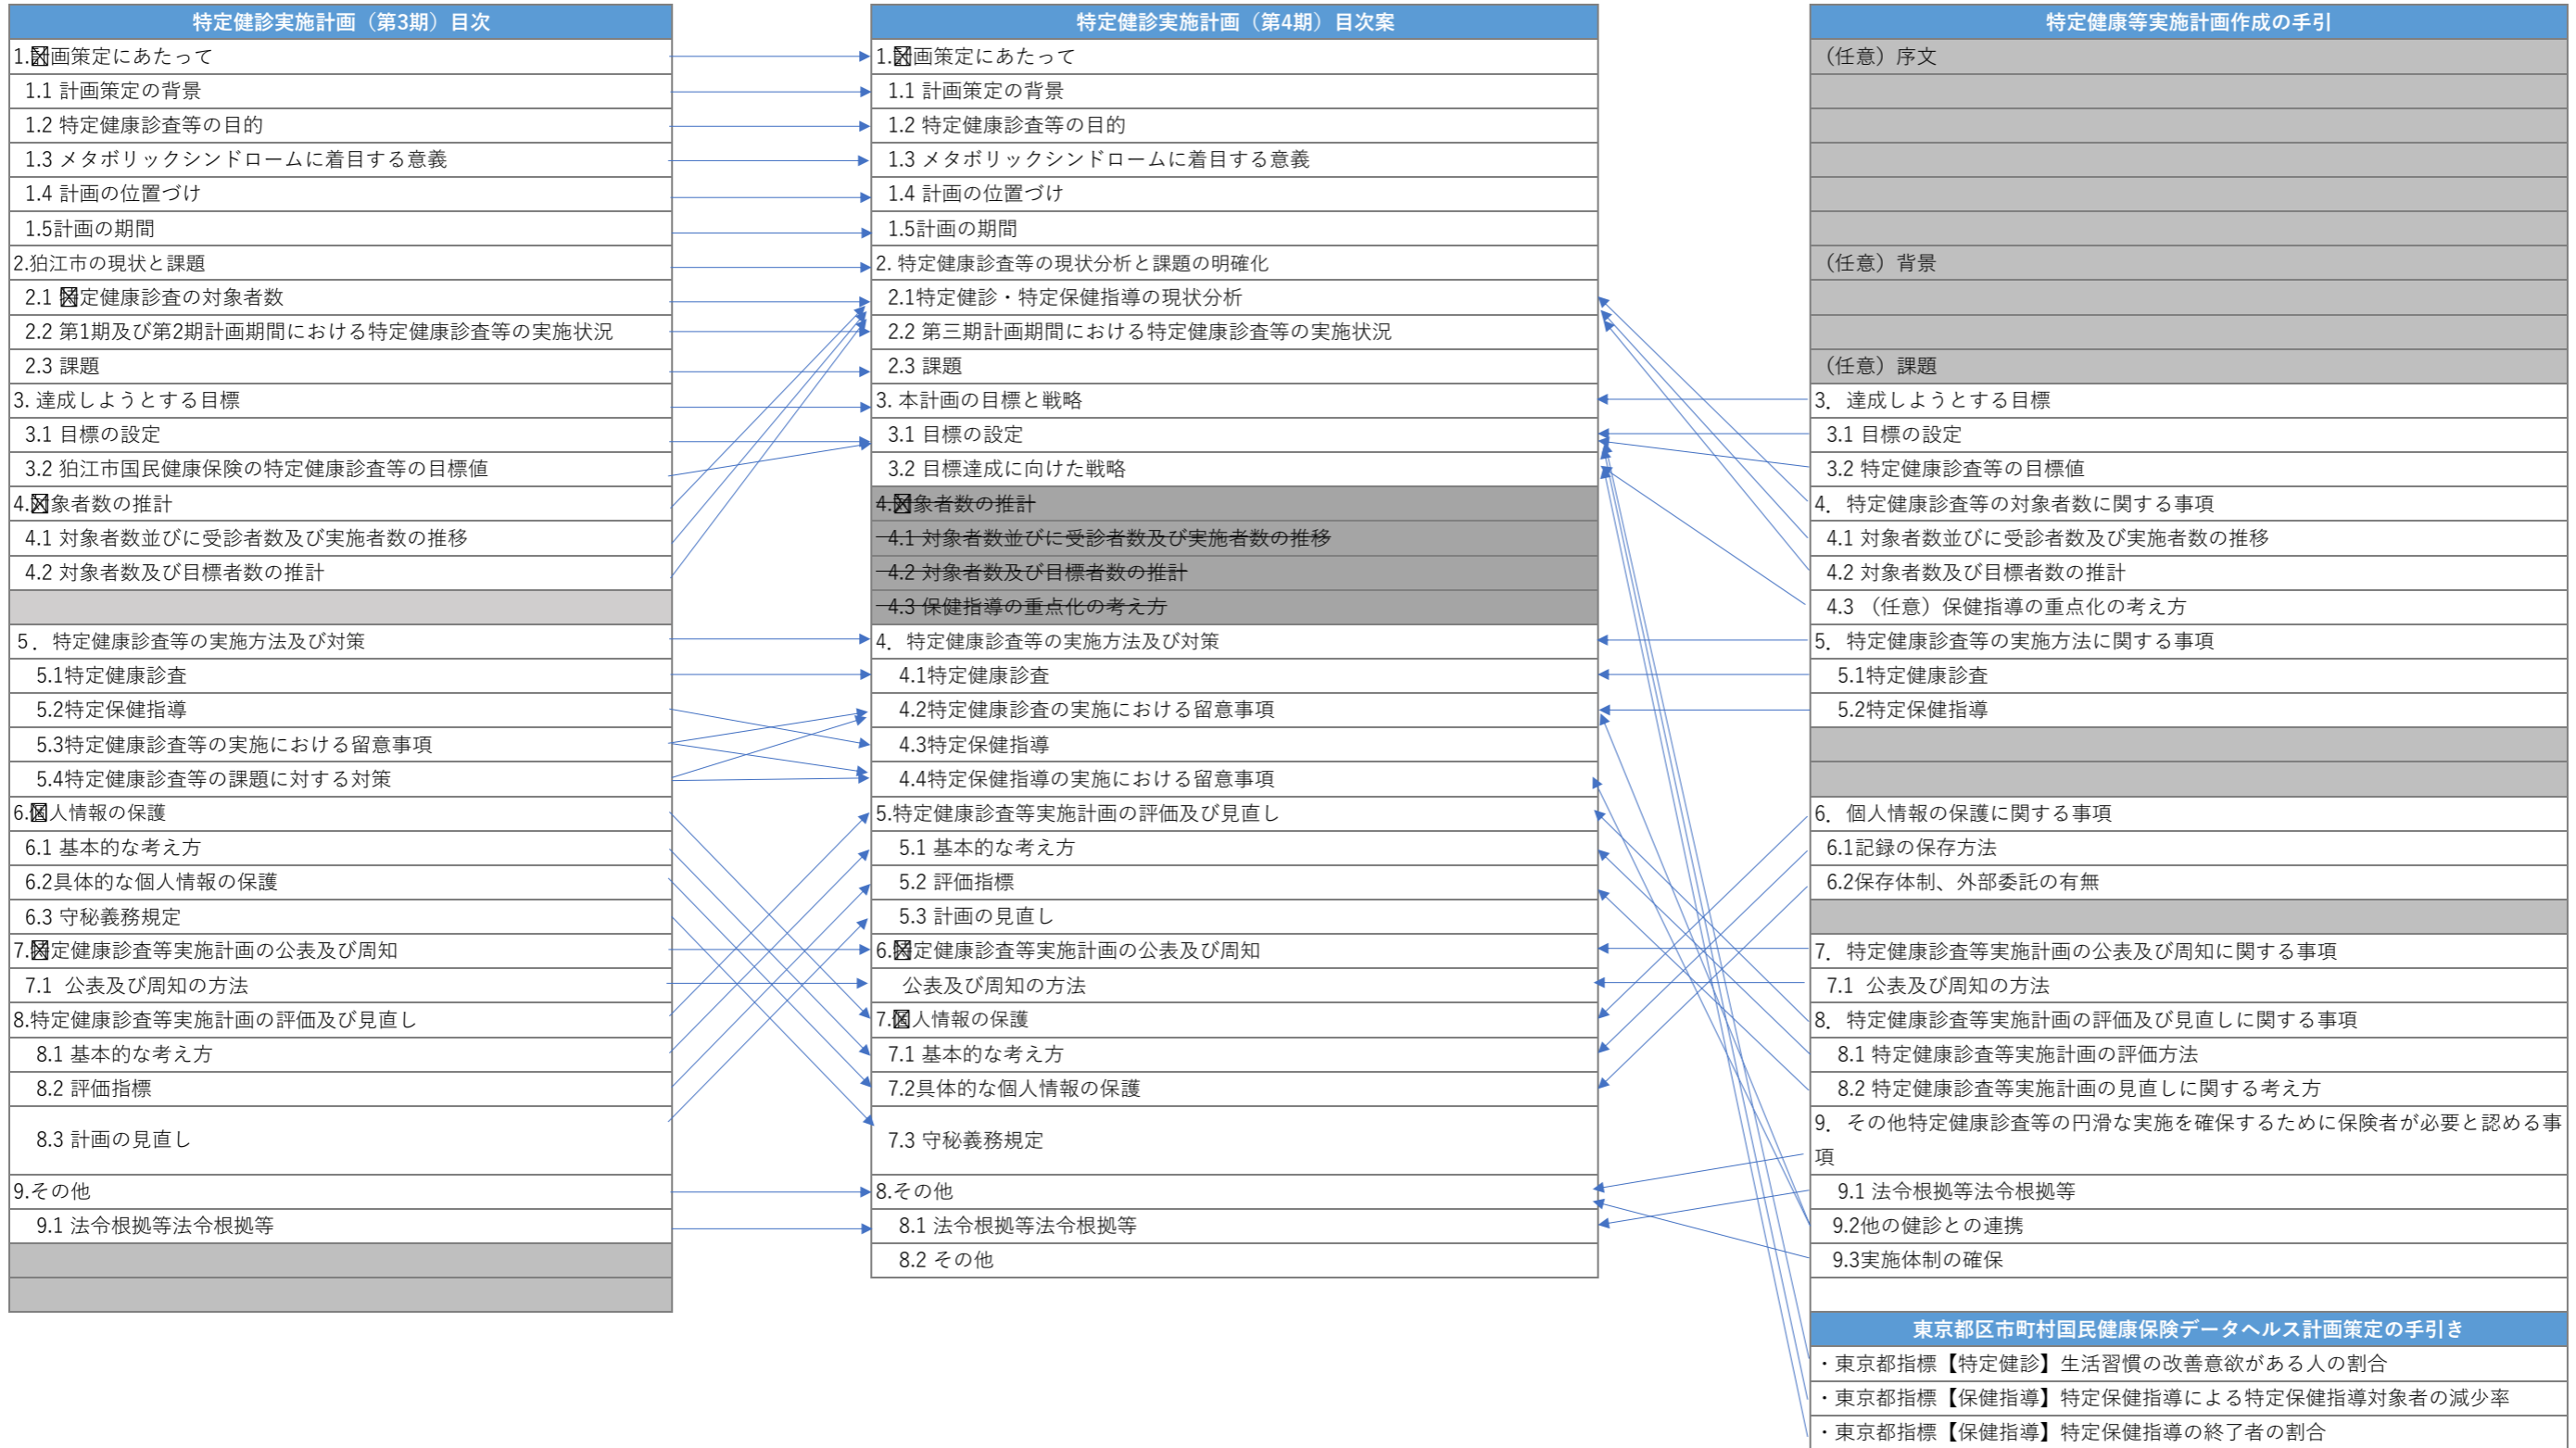 特定健診実施計画（第3期）目次
1.画策定にあたって
1.1 計画策定の背景
1.2 特定健康診査等の目的
1.3 メタボリックシンドロームに着目する意義
1.4 計画の位置づけ
1.5計画の期間
2.狛江市の現状と課題
2.1 定健康診査の対象者数
2.2 第1期及び第2期計画期間における特定健康診査等の実施状況
2.3 課題
3. 達成しようとする目標
3.1 目標の設定
3.2 狛江市国民健康保険の特定健康診査等の目標値
4.象者数の推計
4.1 対象者数並びに受診者数及び実施者数の推移
4.2 対象者数及び目標者数の推計
５．特定健康診査等の実施方法及び対策
5.1特定健康診査
5.2特定保健指導
5.3特定健康診査等の実施における留意事項
5.4特定健康診査等の課題に対する対策
6.人情報の保護
6.1 基本的な考え方
6.2具体的な個人情報の保護
6.3 守秘義務規定
7.定健康診査等実施計画の公表及び周知
7.1 公表及び周知の方法
8.特定健康診査等実施計画の評価及び見直し
8.1 基本的な考え方
8.2 評価指標
8.3 計画の見直し
9.その他
9.1 法令根拠等法令根拠等
特定健診実施計画（第4期）目次案
1.画策定にあたって
1.1 計画策定の背景
1.2 特定健康診査等の目的
1.3 メタボリックシンドロームに着目する意義
1.4 計画の位置づけ
1.5計画の期間
2. 特定健康診査等の現状分析と課題の明確化
2.1特定健診・特定保健指導の現状分析
2.2 第三期計画期間における特定健康診査等の実施状況
2.3 課題
3. 本計画の目標と戦略
3.1 目標の設定
3.2 目標達成に向けた戦略
4.象者数の推計
4.1 対象者数並びに受診者数及び実施者数の推移
4.2 対象者数及び目標者数の推計
4.3 保健指導の重点化の考え方
4．特定健康診査等の実施方法及び対策
4.1特定健康診査
4.2特定健康診査の実施における留意事項
4.3特定保健指導
4.4特定保健指導の実施における留意事項
5.特定健康診査等実施計画の評価及び見直し
5.1 基本的な考え方
5.2 評価指標
5.3 計画の見直し
6.定健康診査等実施計画の公表及び周知
公表及び周知の方法
7.人情報の保護
7.1 基本的な考え方
7.2具体的な個人情報の保護
7.3 守秘義務規定
8.その他
8.1 法令根拠等法令根拠等
8.2 その他
特定健康等実施計画作成の手引
（任意）序文
（任意）背景
（任意）課題
3．達成しようとする目標
3.1 目標の設定
3.2 特定健康診査等の目標値
4．特定健康診査等の対象者数に関する事項
4.1 対象者数並びに受診者数及び実施者数の推移
4.2 対象者数及び目標者数の推計
4.3 （任意）保健指導の重点化の考え方
5．特定健康診査等の実施方法に関する事項
5.1特定健康診査
5.2特定保健指導
6．個人情報の保護に関する事項
6.1記録の保存方法
6.2保存体制、外部委託の有無
7．特定健康診査等実施計画の公表及び周知に関する事項
7.1 公表及び周知の方法
8．特定健康診査等実施計画の評価及び見直しに関する事項
8.1 特定健康診査等実施計画の評価方法
8.2 特定健康診査等実施計画の見直しに関する考え方
9．その他特定健康診査等の円滑な実施を確保するために保険者が必要と認める事
項
9.1 法令根拠等法令根拠等
9.2他の健診との連携
9.3実施体制の確保
東京都区市町村国民健康保険データヘルス計画策定の手引き
・東京都指標【特定健診】生活習慣の改善意欲がある人の割合
・東京都指標【保健指導】特定保健指導による特定保健指導対象者の減少率
・東京都指標【保健指導】特定保健指導の終了者の割合